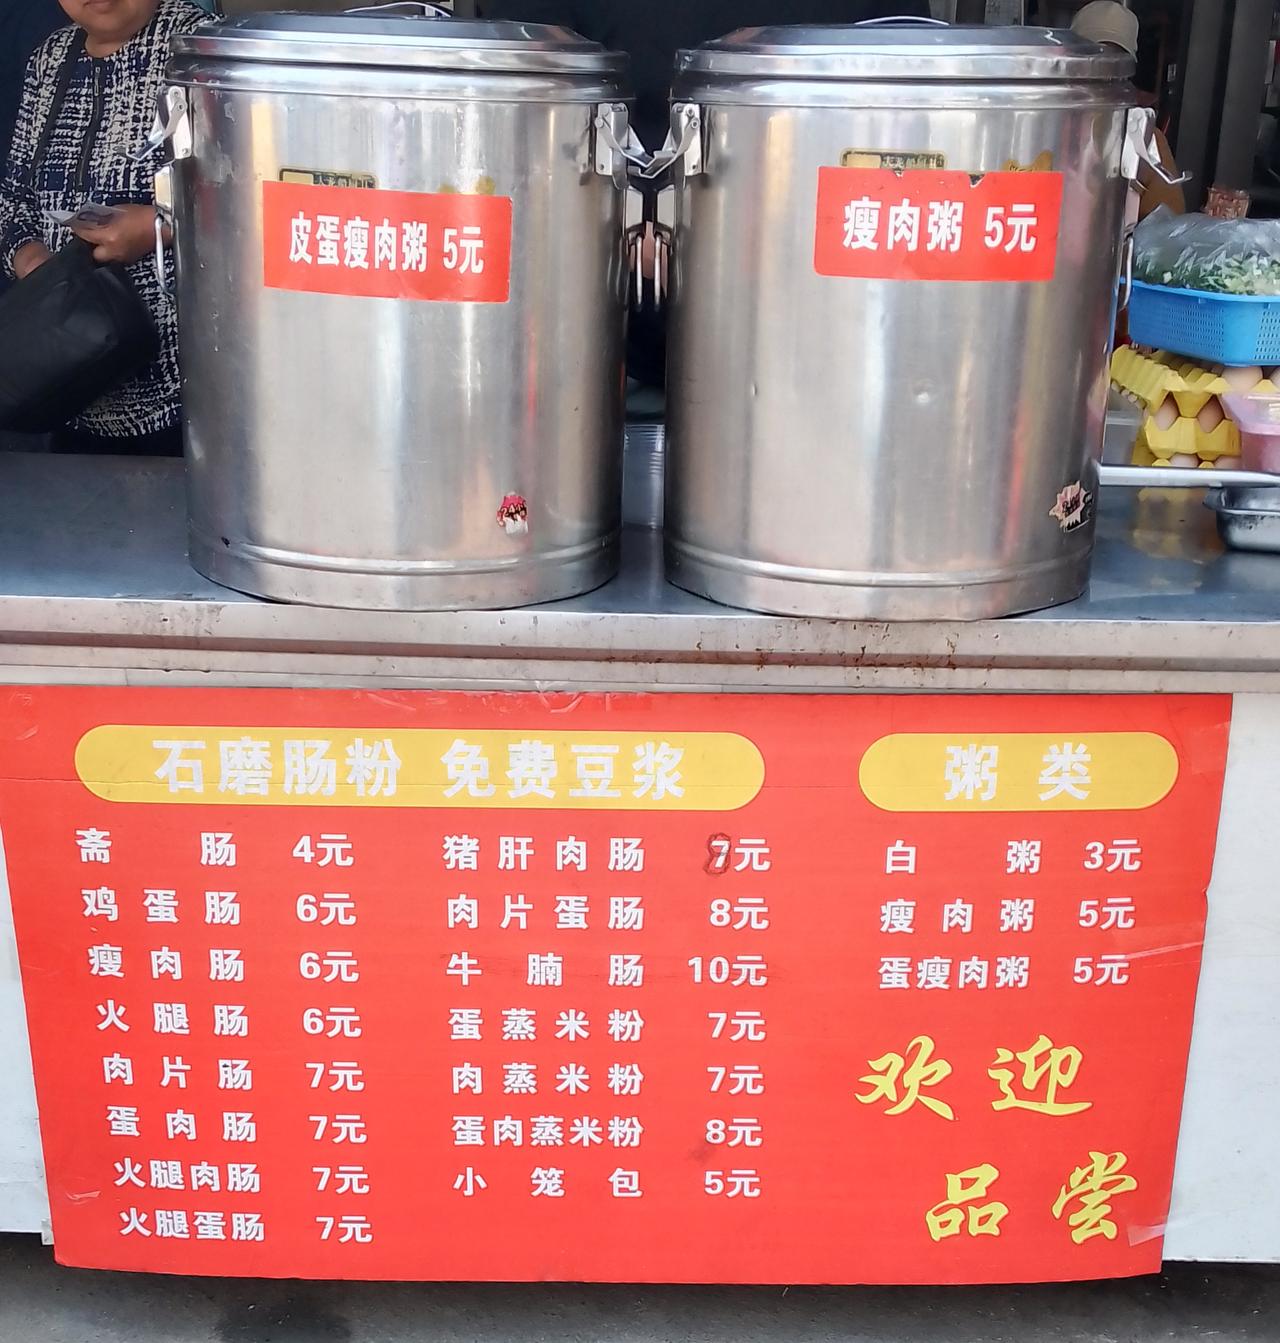 皮蛋瘦肉粥 5元
瘦肉粥 5元
石磨肠粉 免费豆浆
斋肠 4元
鸡蛋肠 6元
瘦肉肠 6元
火腿肠 6元
肉片肠 7元
蛋肉肠 7元
火腿肉肠 7元
火腿蛋肠 7元
猪肝肉肠 8元
肉片蛋肠 8元
牛腩肠 10元
蛋蒸米粉 7元
肉蒸米粉 7元
蛋肉蒸米粉 8元
小笼包 5元
粥类
白粥 3元
瘦肉粥 5元
蛋瘦肉粥 5元
欢迎
品尝